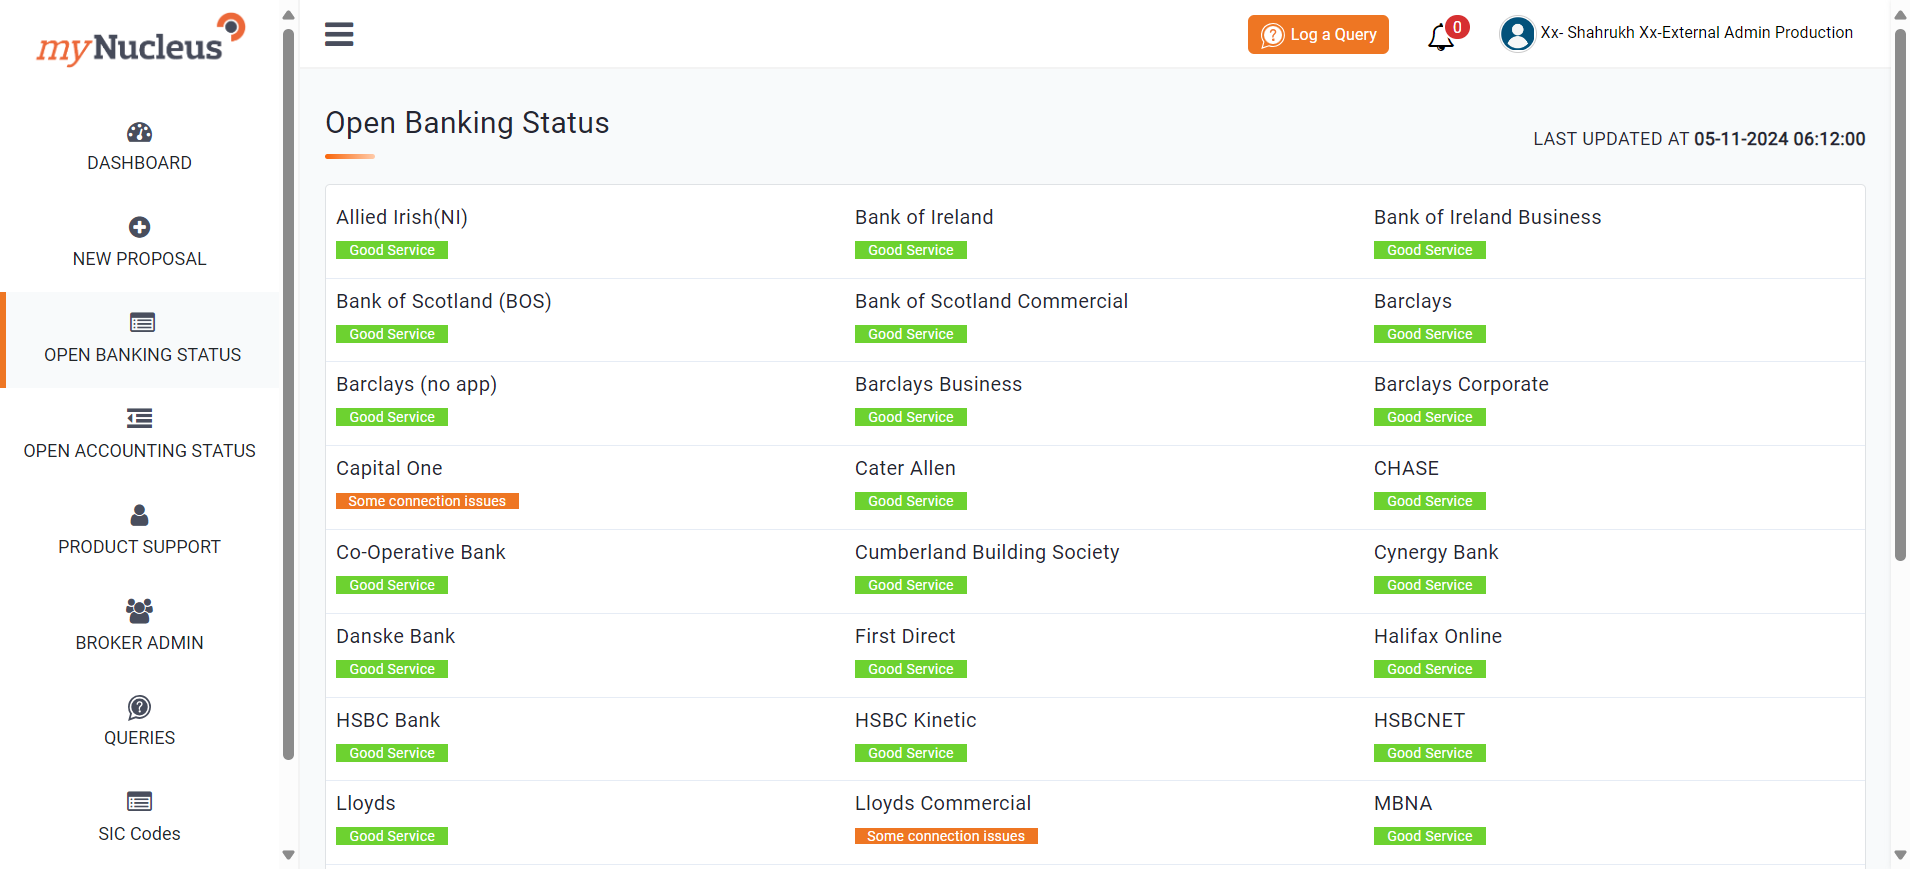 myNucleus
DASHBOARD
NEW PROPOSAL
OPEN BANKING STATUS
OPEN ACCOUNTING STATUS
PRODUCT SUPPORT
BROKER ADMIN
QUERIES
SIC Codes
Log a Query
0
Xx- Shahrukh Xx-External Admin Production
Open Banking Status
LAST UPDATED AT 05-11-2024 06:12:00
Allied Irish(NI)
Good Service
Bank of Ireland
Good Service
Bank of Ireland Business
Good Service
Bank of Scotland (BOS)
Good Service
Bank of Scotland Commercial
Good Service
Barclays
Good Service
Barclays (no app)
Good Service
Barclays Business
Good Service
Barclays Corporate
Good Service
Capital One
Some connection issues
Cater Allen
Good Service
CHASE
Good Service
Co-Operative Bank
Good Service
Cumberland Building Society
Good Service
Cynergy Bank
Good Service
Danske Bank
Good Service
First Direct
Good Service
Halifax Online
Good Service
HSBC Bank
Good Service
HSBC Kinetic
Good Service
HSBCNET
Good Service
Lloyds
Good Service
Lloyds Commercial
Some connection issues
MBNA
Good Service